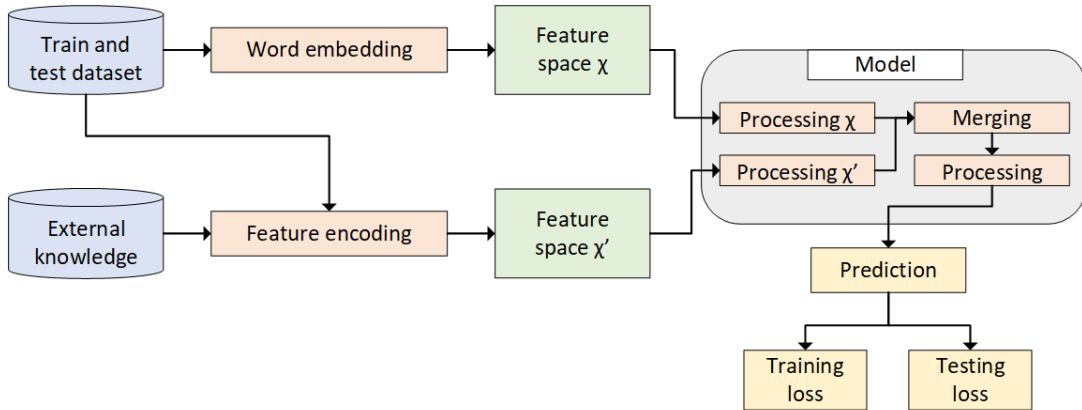 Train and
test dataset
Word embedding
Feature
space χ
Model
Processing χ
Merging
Processing χ’
Processing
External
knowledge
Feature encoding
Feature
space χ’
Prediction
Training
loss
Testing
loss